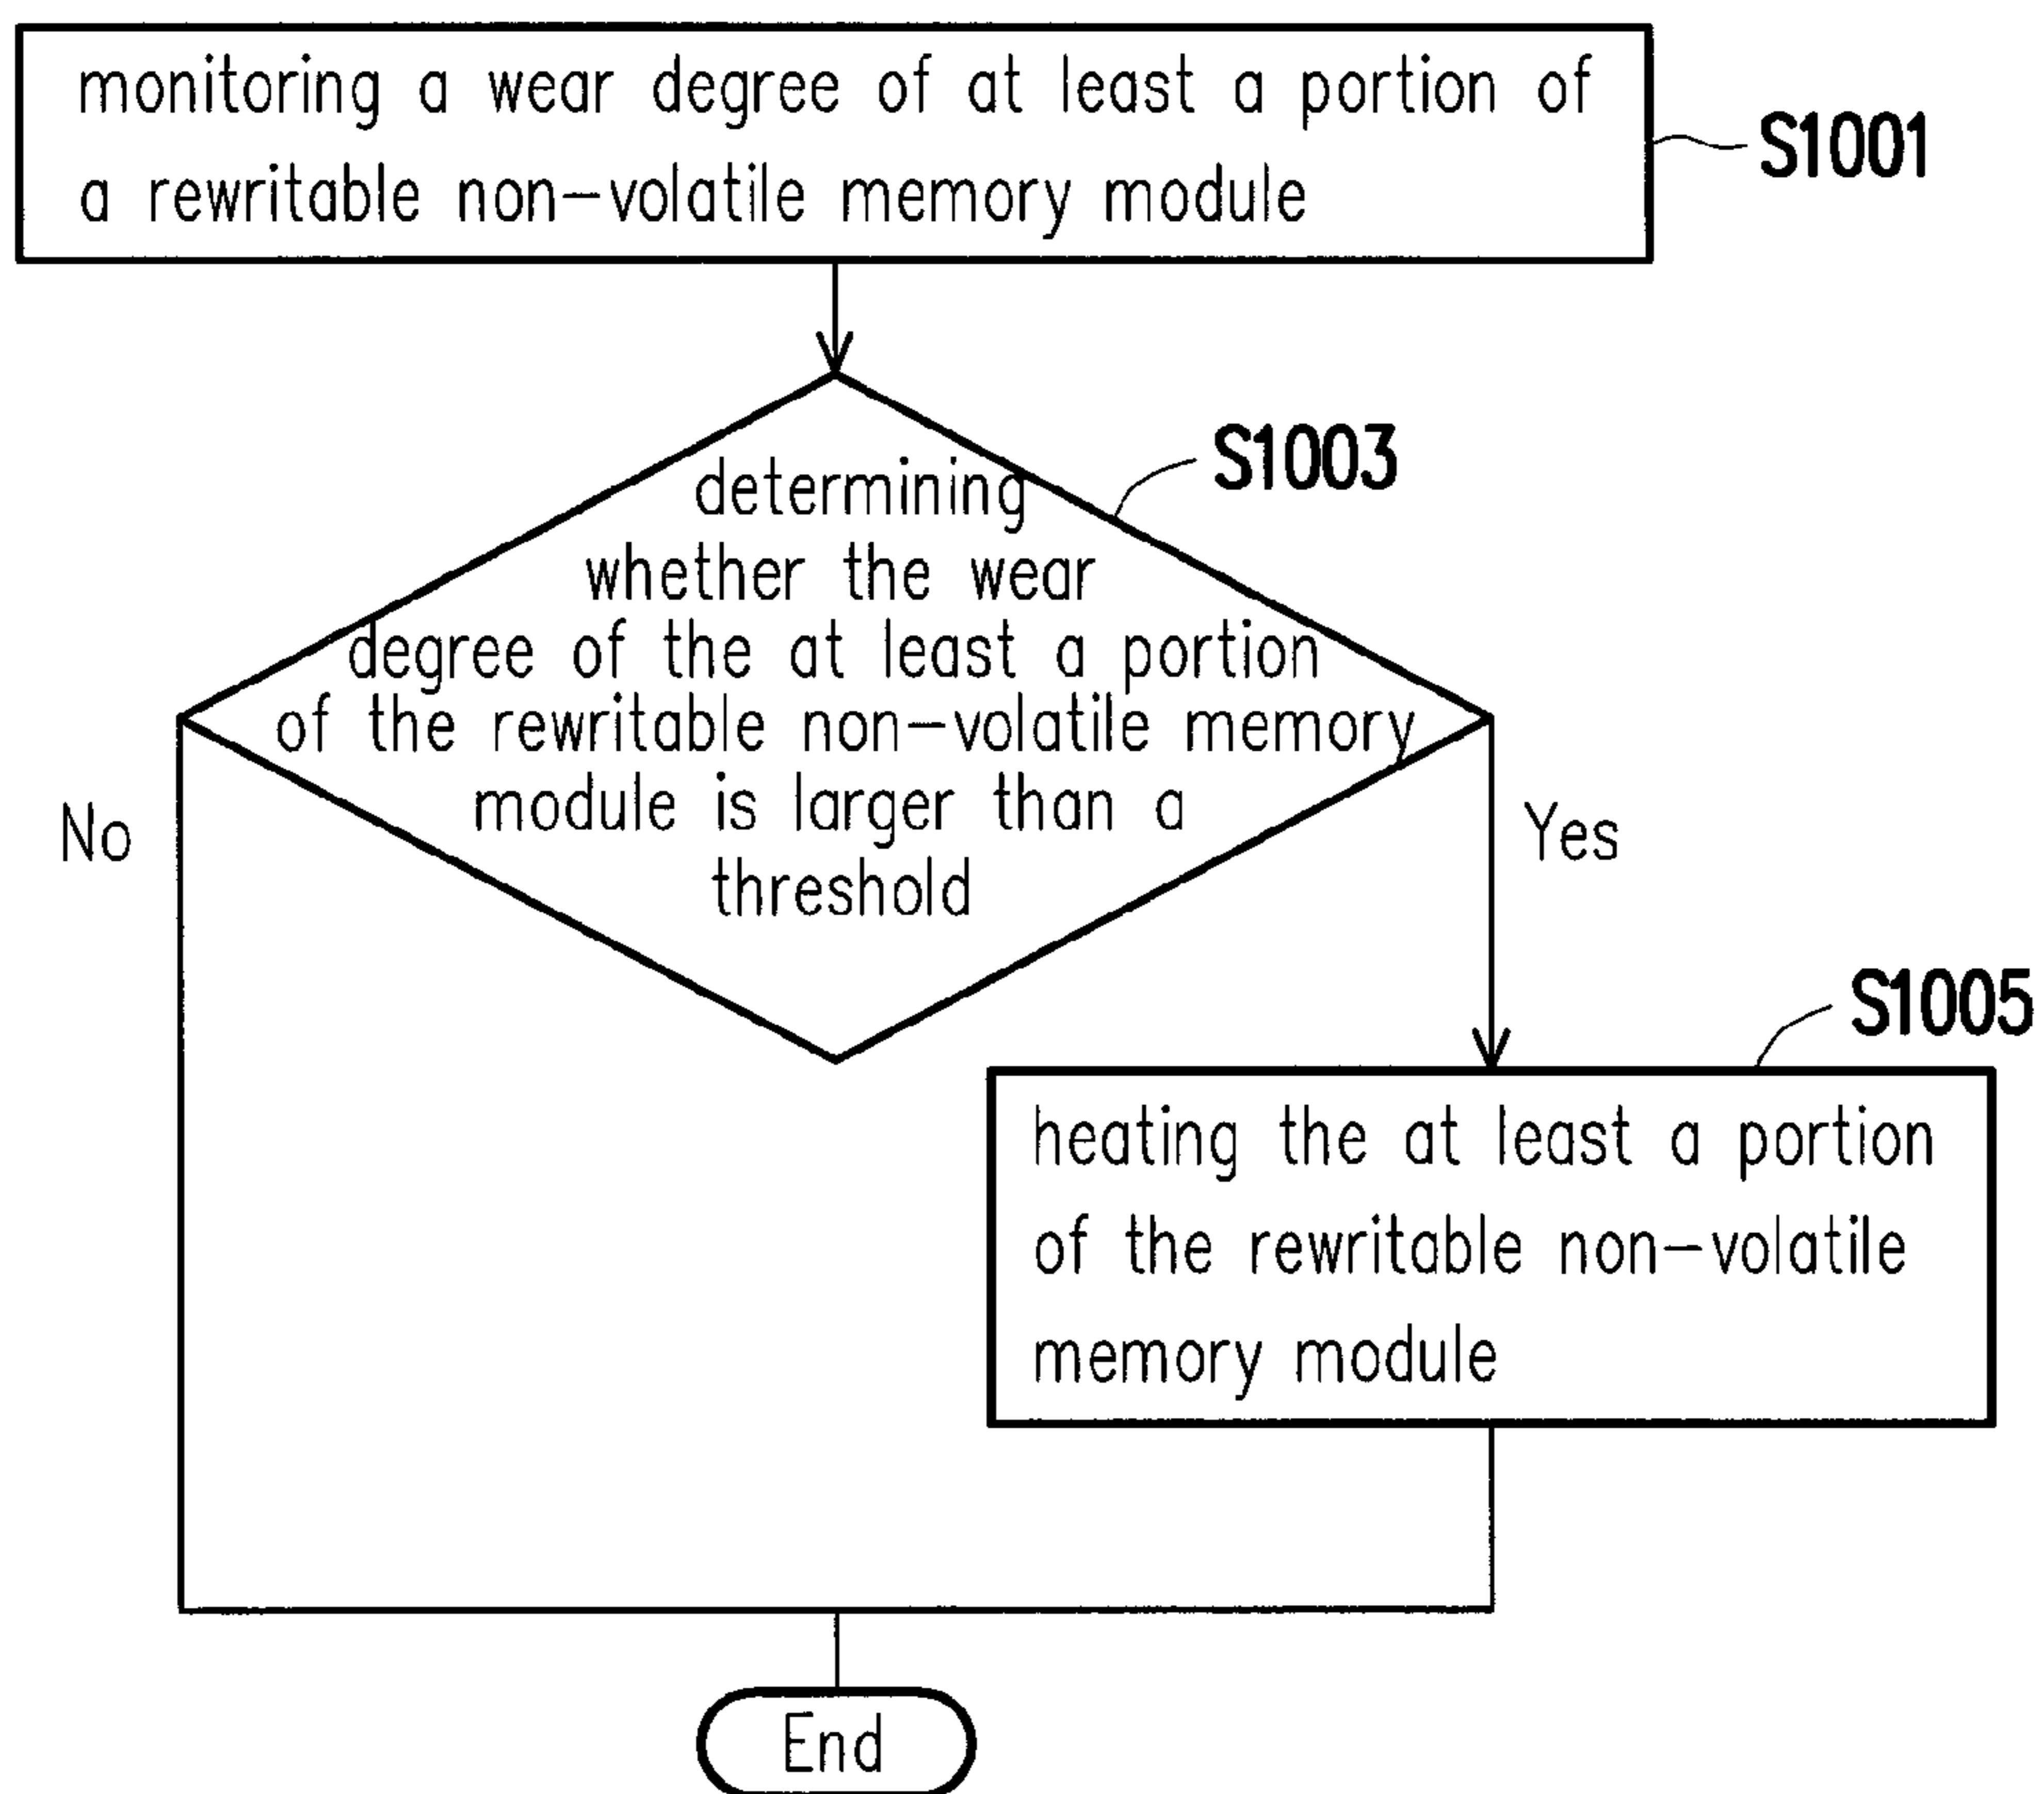 monitoring a wear degree of at least a portion of
a rewritable non-volatile memory module
S1001
S1003
determining
whether the wear
degree of the at least a portion
of the rewritable non-volatile memory
module is larger than a
threshold
No
Yes
S1005
heating the at least a portion
of the rewritable non-volatile
memory module
End